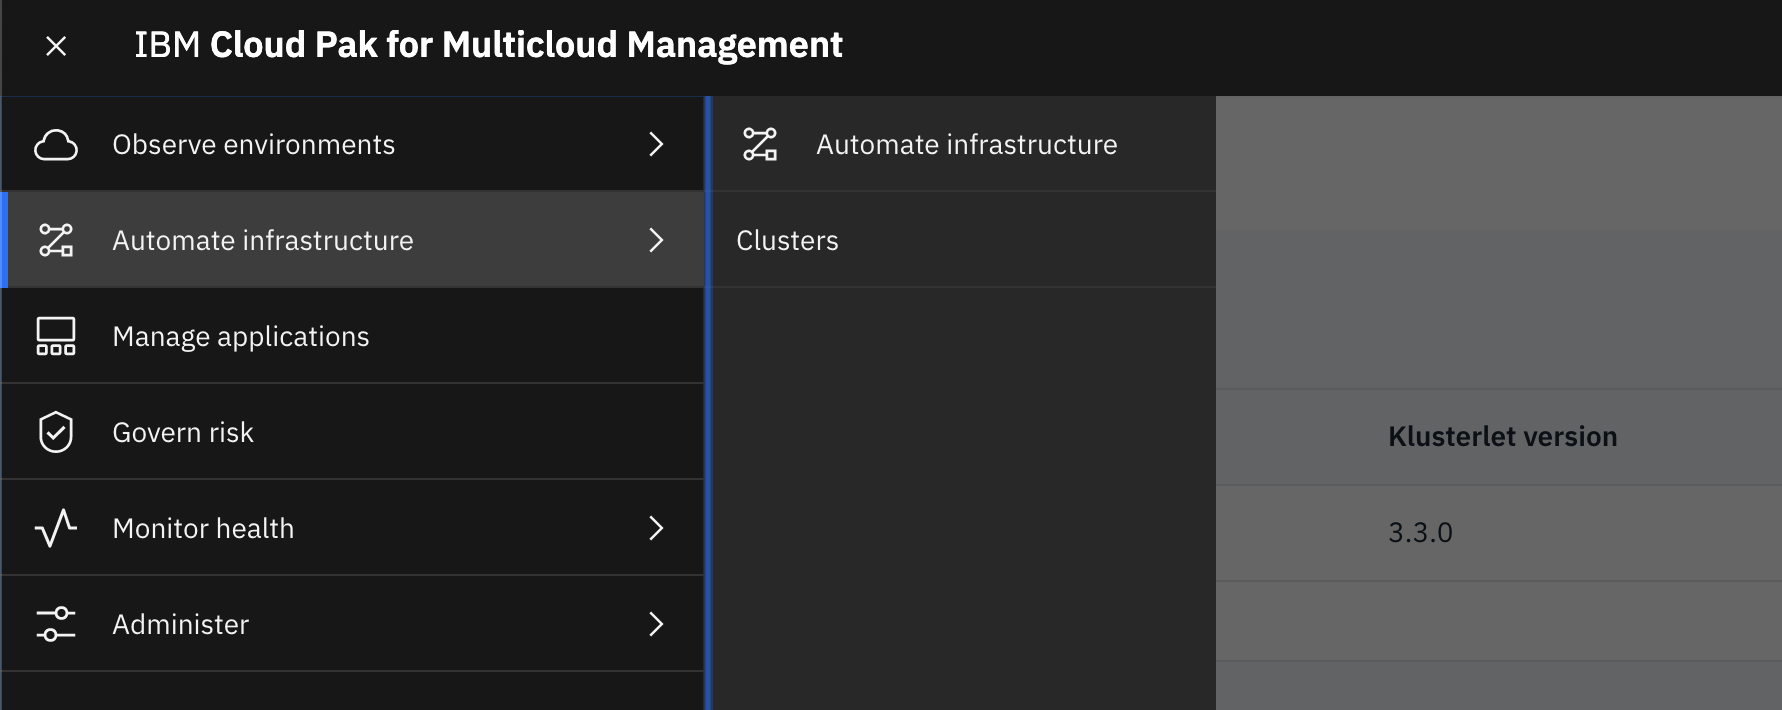 IBM Cloud Pak for Multicloud Management
Observe environments
Automate infrastructure
Manage applications
Govern risk
Monitor health
Administer
Automate infrastructure
Clusters
Klusterlet version
3.3.0